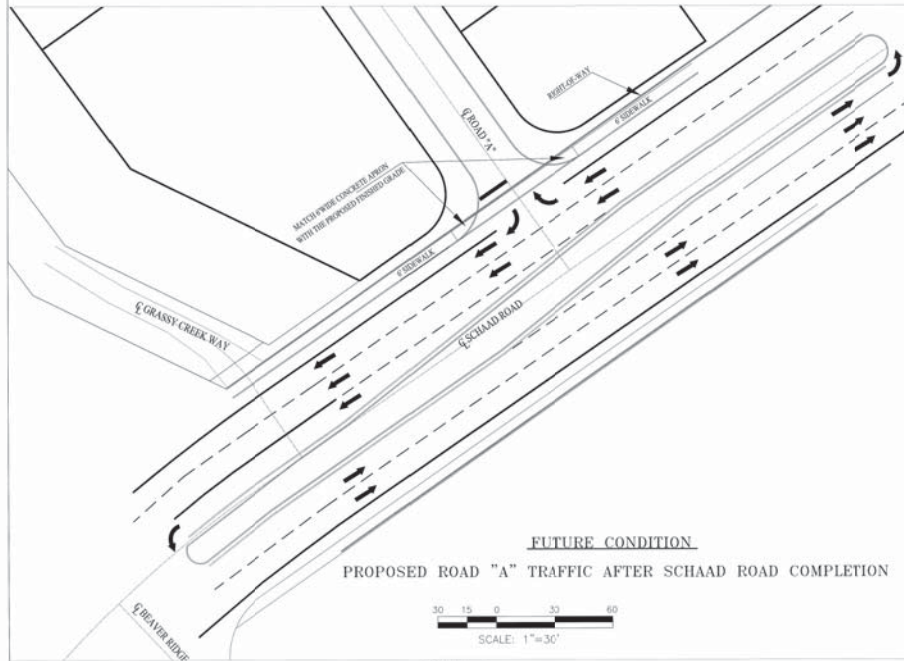 RIGHT-OF-WAY
6' SIDEWALK
℄ ROAD "A"
MATCH 6' WIDE CONCRETE APRON
WITH THE PROPOSED FINISHED GRADE
6' SIDEWALK
℄ GRASSY CREEK WAY
℄ SCHAAD ROAD
℄ BEAVER RIDGE
FUTURE CONDITION
PROPOSED ROAD "A" TRAFFIC AFTER SCHAAD ROAD COMPLETION
30 15 0 30 60
SCALE: 1"=30'